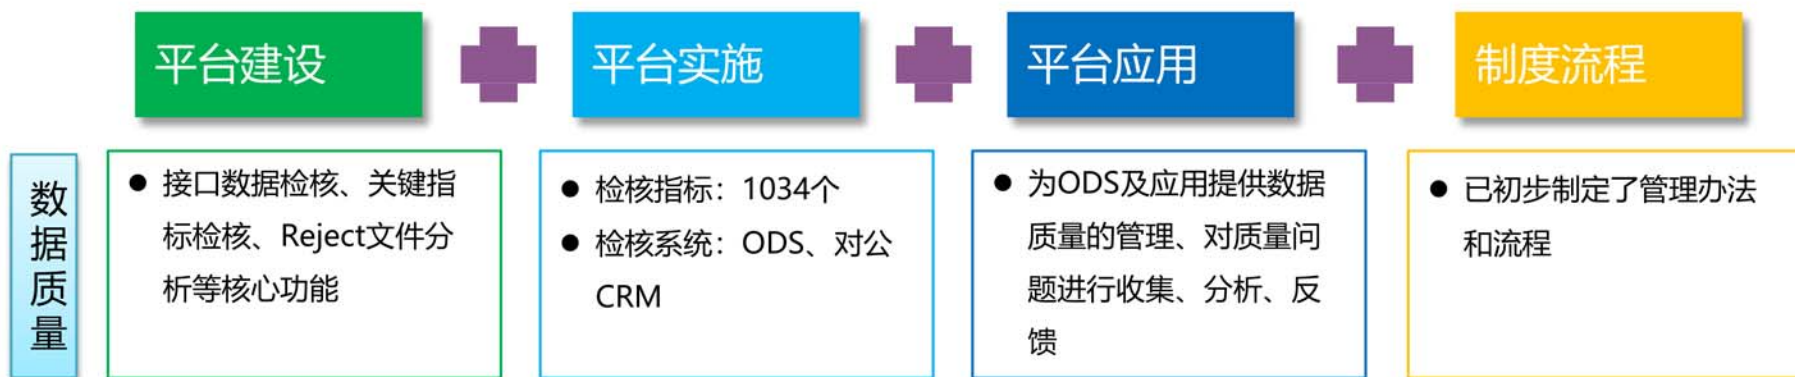 平台建设
平台实施
平台应用
制度流程
数据质量
● 接口数据检核、关键指
标检核、Reject文件分
析等核心功能
● 检核指标：1034个
● 检核系统：ODS、对公
CRM
● 为ODS及应用提供数据
质量的管理、对质量问
题进行收集、分析、反
馈
● 已初步制定了管理办法
和流程